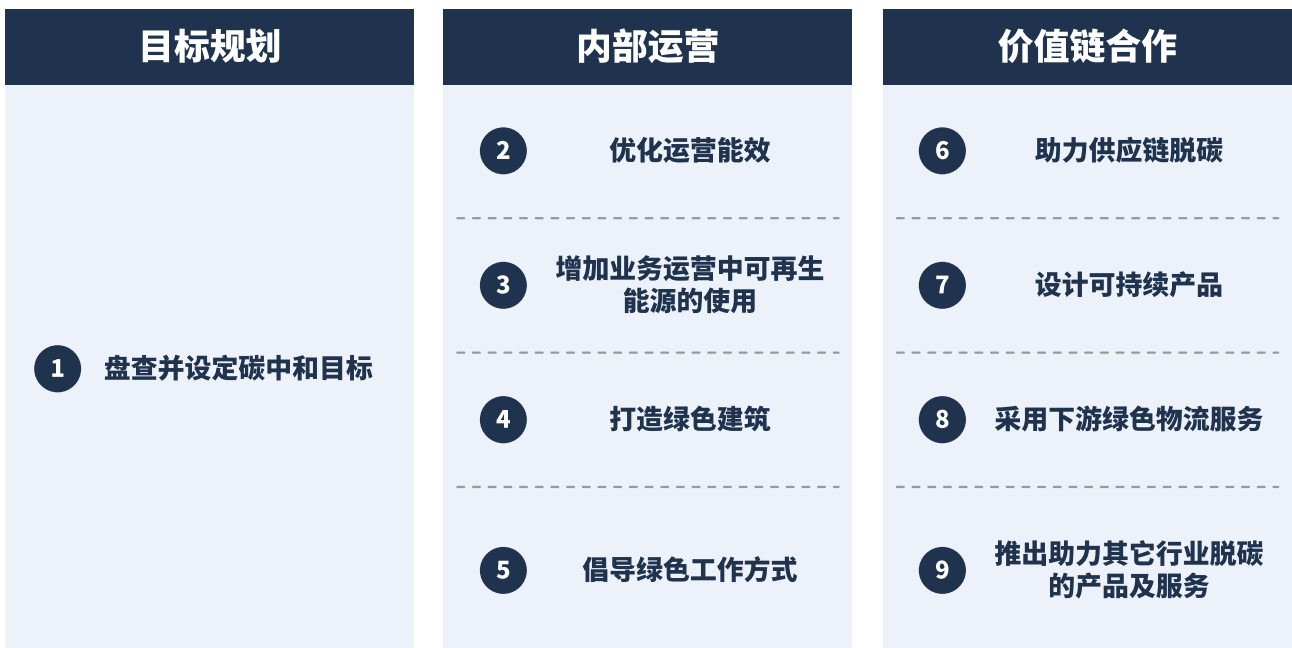 目标规划
1 盘查并设定碳中和目标
内部运营
2 优化运营能效
3 增加业务运营中可再生
能源的使用
4 打造绿色建筑
5 倡导绿色工作方式
价值链合作
6 助力供应链脱碳
7 设计可持续产品
8 采用下游绿色物流服务
9 推出助力其它行业脱碳
的产品及服务